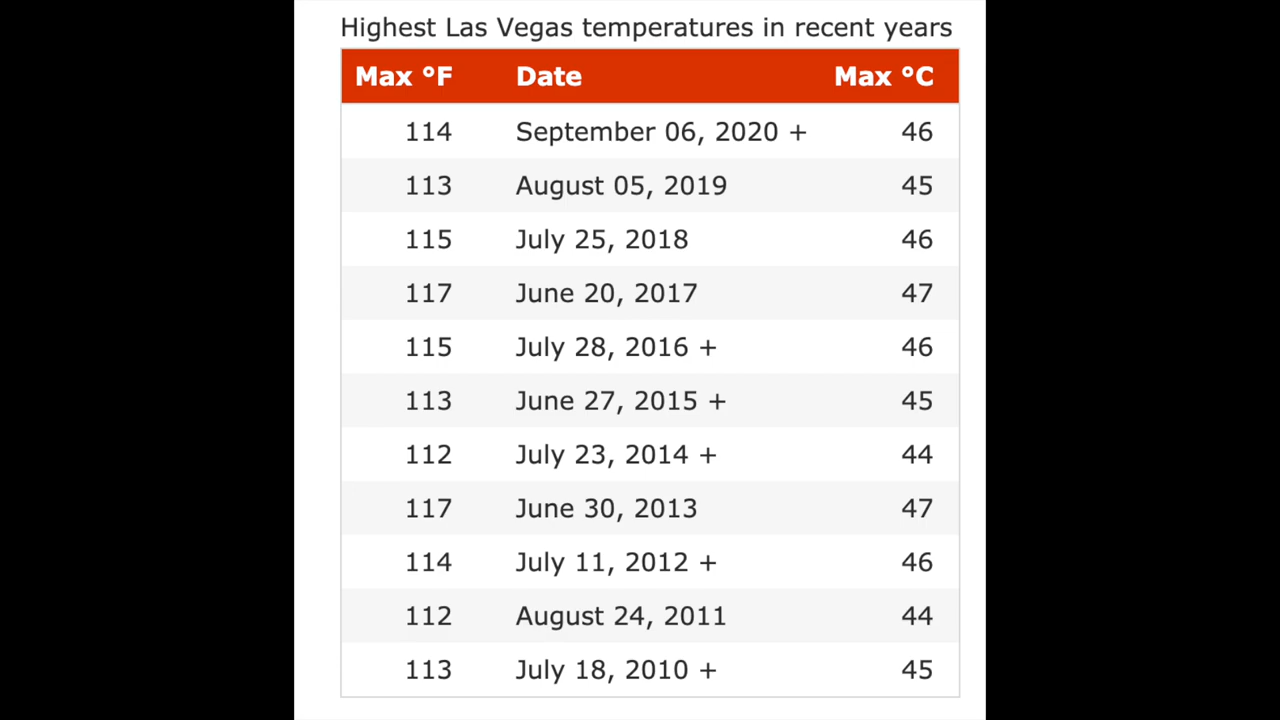 Highest Las Vegas temperatures in recent years
Max °F Date Max °C
114 September 06, 2020 + 46
113 August 05, 2019 45
115 July 25, 2018 46
117 June 20, 2017 47
115 July 28, 2016 + 46
113 June 27, 2015 + 45
112 July 23, 2014 + 44
117 June 30, 2013 47
114 July 11, 2012 + 46
112 August 24, 2011 44
113 July 18, 2010 + 45